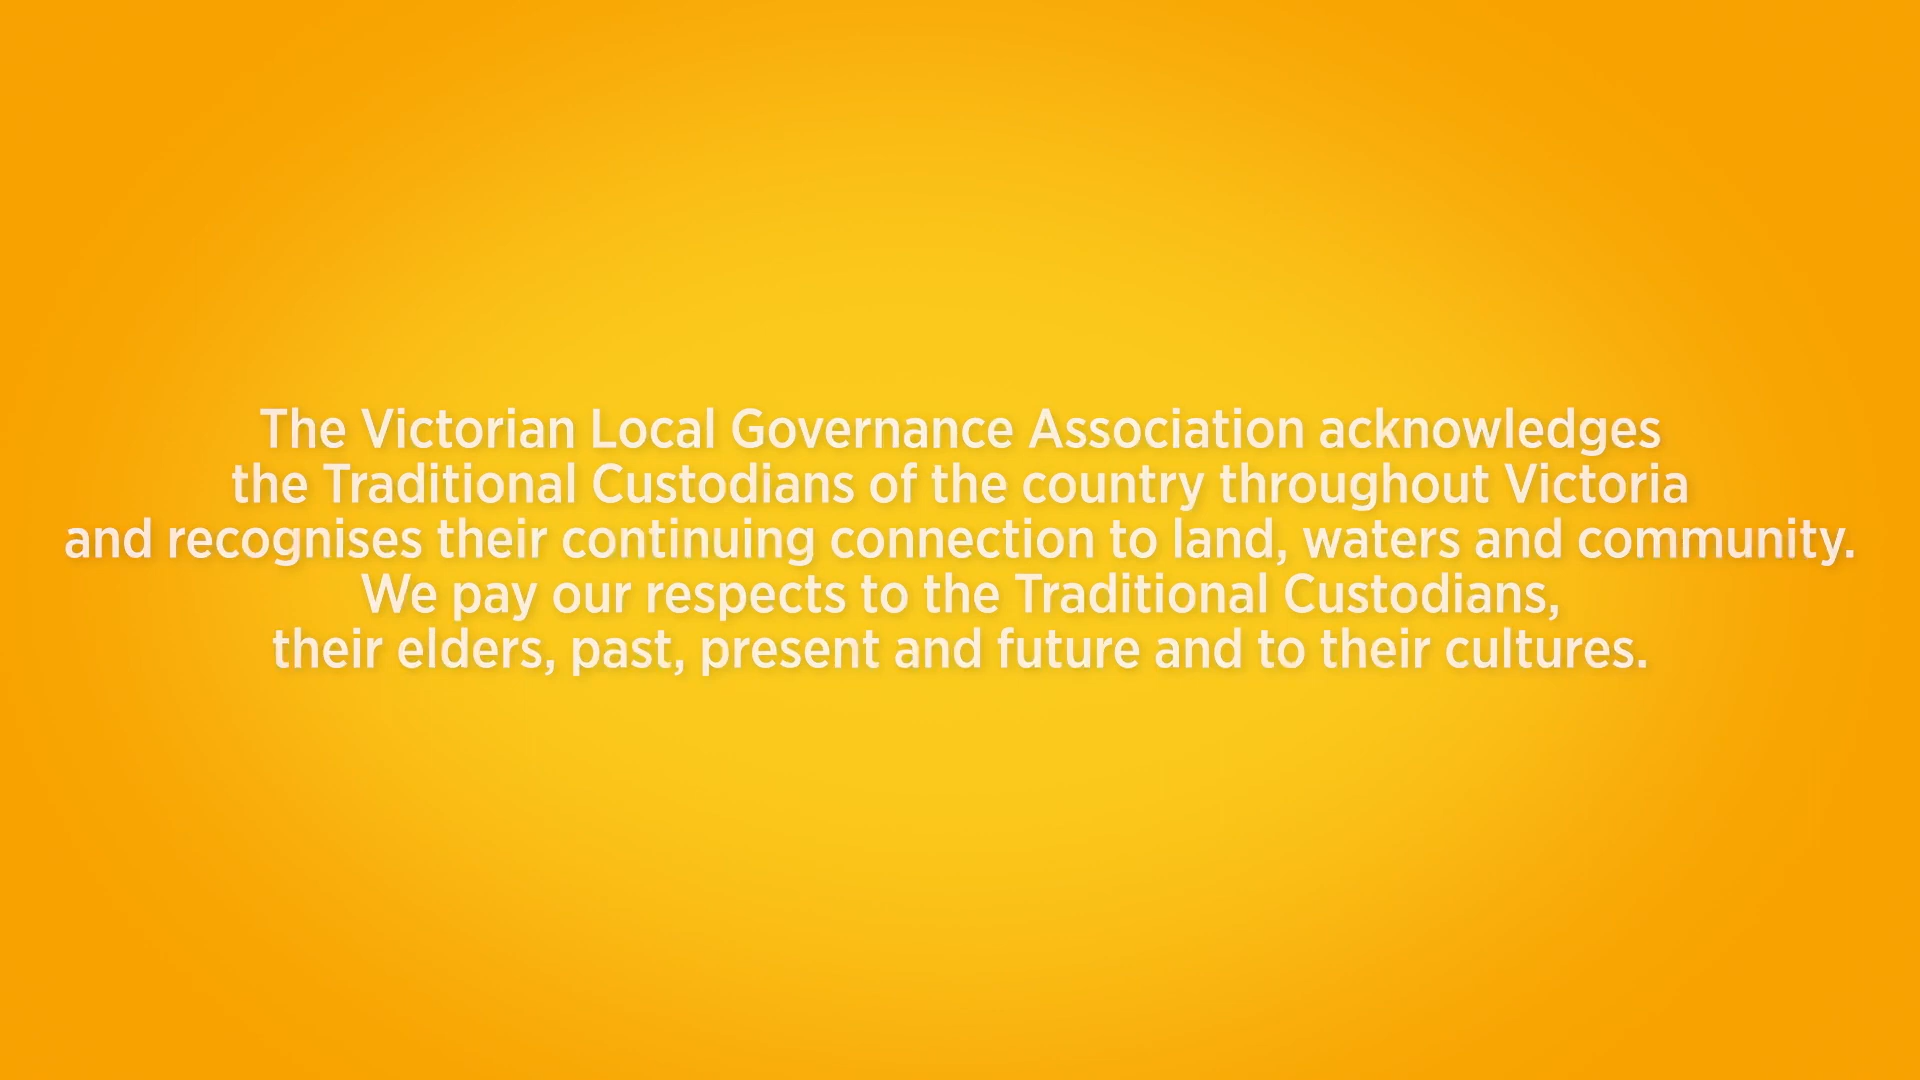 The Victorian Local Governance Association acknowledges
the Traditional Custodians of the country throughout Victoria
and recognises their continuing connection to land, waters and community.
We pay our respects to the Traditional Custodians,
their elders, past, present and future and to their cultures.